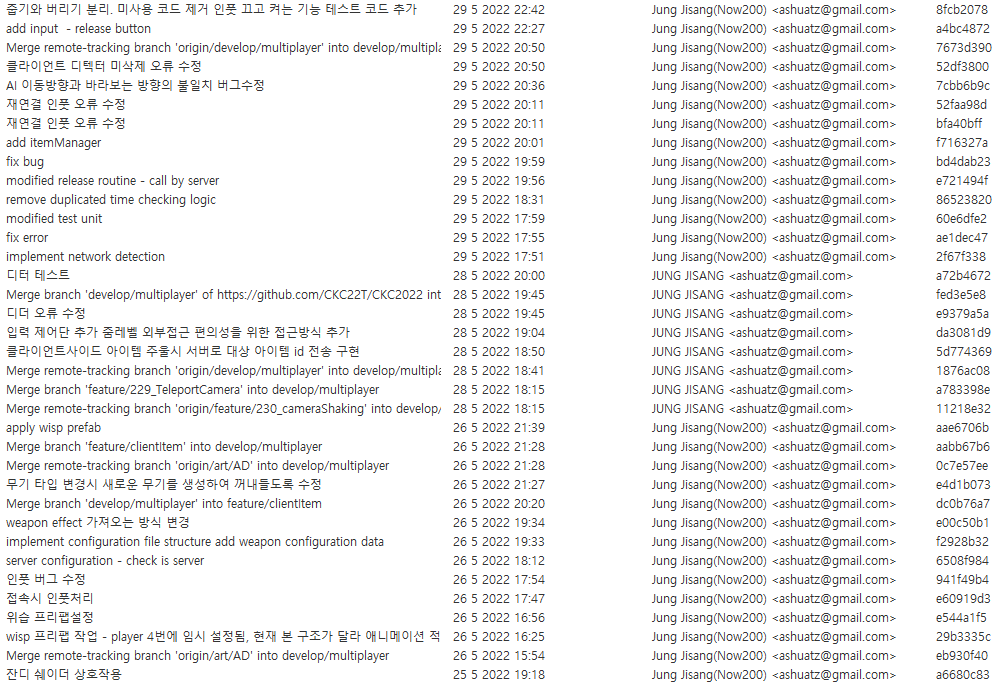 줍기와 버리기 분리. 미사용 코드 제거 인풋 끄고 켜는 기능 테스트 코드 추가 29 5 2022 22:42 Jung Jisang(Now200) <ashuatz@gmail.com> 8fcb2078
add input - release button 29 5 2022 22:27 Jung Jisang(Now200) <ashuatz@gmail.com> a4bc4872
Merge remote-tracking branch 'origin/develop/multiplayer' into develop/multipla 29 5 2022 20:50 Jung Jisang(Now200) <ashuatz@gmail.com> 7673d390
클라이언트 디텍터 미삭제 오류 수정 29 5 2022 20:50 Jung Jisang(Now200) <ashuatz@gmail.com> 52df3800
AI 이동방향과 바라보는 방향의 불일치 버그수정 29 5 2022 20:36 Jung Jisang(Now200) <ashuatz@gmail.com> 7cbb6b9c
재연결 인풋 오류 수정 29 5 2022 20:11 Jung Jisang(Now200) <ashuatz@gmail.com> 52faa98d
재연결 인풋 오류 수정 29 5 2022 20:11 Jung Jisang(Now200) <ashuatz@gmail.com> bfa40bff
add itemManager 29 5 2022 20:01 Jung Jisang(Now200) <ashuatz@gmail.com> f716327a
fix bug 29 5 2022 19:59 Jung Jisang(Now200) <ashuatz@gmail.com> bd4dab23
modified release routine - call by server 29 5 2022 19:56 Jung Jisang(Now200) <ashuatz@gmail.com> e721494f
remove duplicated time checking logic 29 5 2022 18:31 Jung Jisang(Now200) <ashuatz@gmail.com> 86523820
modified test unit 29 5 2022 17:59 Jung Jisang(Now200) <ashuatz@gmail.com> 60e6dfe2
fix error 29 5 2022 17:55 Jung Jisang(Now200) <ashuatz@gmail.com> ae1dec47
implement network detection 29 5 2022 17:51 Jung Jisang(Now200) <ashuatz@gmail.com> 2f67f338
디터 테스트 28 5 2022 20:00 JUNG JISANG <ashuatz@gmail.com> a72b4672
Merge branch 'develop/multiplayer' of https://github.com/CKC22T/CKC2022 int 28 5 2022 19:45 JUNG JISANG <ashuatz@gmail.com> fed3e5e8
디더 오류 수정 28 5 2022 19:45 JUNG JISANG <ashuatz@gmail.com> e9379a5a
입력 제어단 추가 줌레벨 외부접근 편의성을 위한 접근방식 추가 28 5 2022 19:04 JUNG JISANG <ashuatz@gmail.com> da3081d9
클라이언트사이드 아이템 주울시 서버로 대상 아이템 id 전송 구현 28 5 2022 18:50 JUNG JISANG <ashuatz@gmail.com> 5d774369
Merge remote-tracking branch 'origin/develop/multiplayer' into develop/multipla 28 5 2022 18:41 JUNG JISANG <ashuatz@gmail.com> 1876ac08
Merge branch 'feature/229_TeleportCamera' into develop/multiplayer 28 5 2022 18:15 JUNG JISANG <ashuatz@gmail.com> a783398e
Merge remote-tracking branch 'origin/feature/230_cameraShaking' into develop/ 28 5 2022 18:15 JUNG JISANG <ashuatz@gmail.com> 11218e32
apply wisp prefab 26 5 2022 21:39 Jung Jisang(Now200) <ashuatz@gmail.com> aae6706b
Merge branch 'feature/clientItem' into develop/multiplayer 26 5 2022 21:28 Jung Jisang(Now200) <ashuatz@gmail.com> aabb67b6
Merge remote-tracking branch 'origin/art/AD' into develop/multiplayer 26 5 2022 21:28 Jung Jisang(Now200) <ashuatz@gmail.com> 0c7e57ee
무기 타입 변경시 새로운 무기를 생성하여 꺼내들도록 수정 26 5 2022 21:27 Jung Jisang(Now200) <ashuatz@gmail.com> e4d1b073
Merge branch 'develop/multiplayer' into feature/clientItem 26 5 2022 20:20 Jung Jisang(Now200) <ashuatz@gmail.com> dc0b76a7
weapon effect 가져오는 방식 변경 26 5 2022 19:34 Jung Jisang(Now200) <ashuatz@gmail.com> e00c50b1
implement configuration file structure add weapon configuration data 26 5 2022 19:33 Jung Jisang(Now200) <ashuatz@gmail.com> f2928b32
server configuration - check is server 26 5 2022 18:12 Jung Jisang(Now200) <ashuatz@gmail.com> 6508f984
인풋 버그 수정 26 5 2022 17:54 Jung Jisang(Now200) <ashuatz@gmail.com> 941f49b4
접속시 인풋처리 26 5 2022 17:47 Jung Jisang(Now200) <ashuatz@gmail.com> e60919d3
위습 프리팹설정 26 5 2022 16:56 Jung Jisang(Now200) <ashuatz@gmail.com> e544a1f5
wisp 프리팹 작업 - player 4번에 임시 설정됨, 현재 본 구조가 달라 애니메이션 적 26 5 2022 16:25 Jung Jisang(Now200) <ashuatz@gmail.com> 29b3335c
Merge remote-tracking branch 'origin/art/AD' into develop/multiplayer 26 5 2022 15:54 Jung Jisang(Now200) <ashuatz@gmail.com> eb930f40
잔디 쉐이더 상호작용 25 5 2022 19:18 Jung Jisang(Now200) <ashuatz@gmail.com> a6680c83